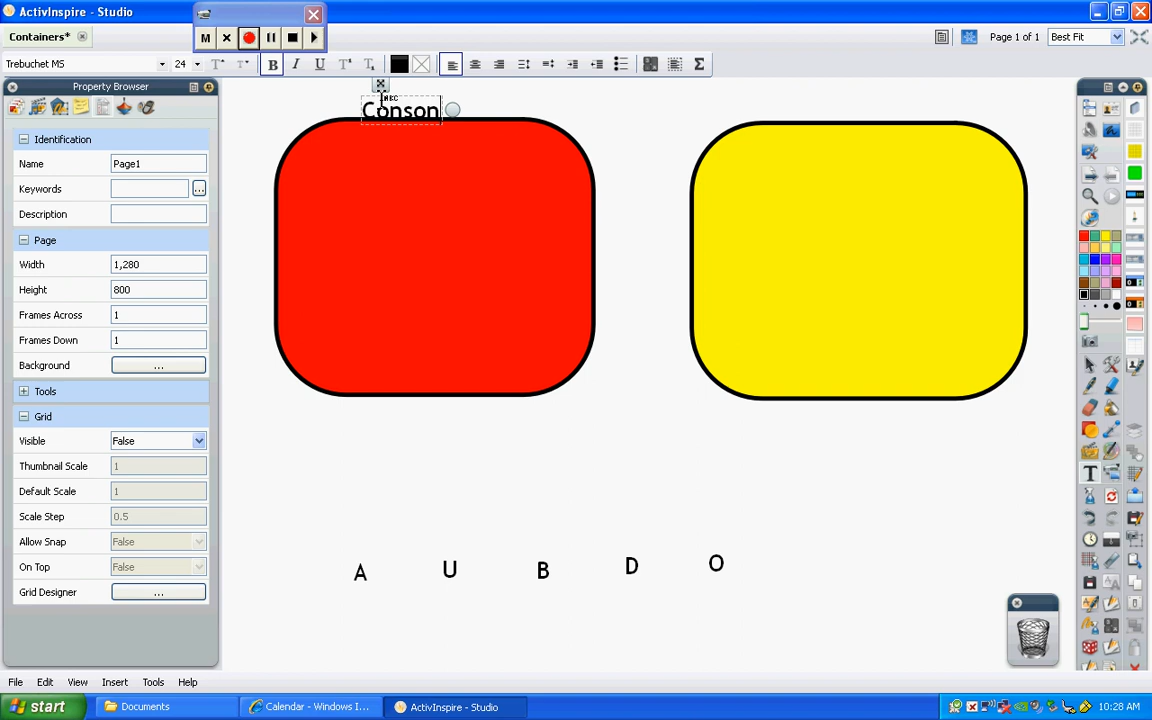 ActivInspire - Studio
Containers*
M
Page 1 of 1
Best Fit
Trebuchet MS
24
B
I
U
Property Browser
Identification
Name
Page1
Keywords
...
Description
Page
Width
1,280
Height
800
Frames Across
1
Frames Down
1
Background
...
Tools
Grid
Visible
False
Thumbnail Scale
1
Default Scale
1
Scale Step
0.5
Allow Snap
False
On Top
False
Grid Designer
...
Conson
A U B D O
File Edit View Insert Tools Help
start
Documents
Calendar - Windows I...
ActivInspire - Studio
10:28 AM